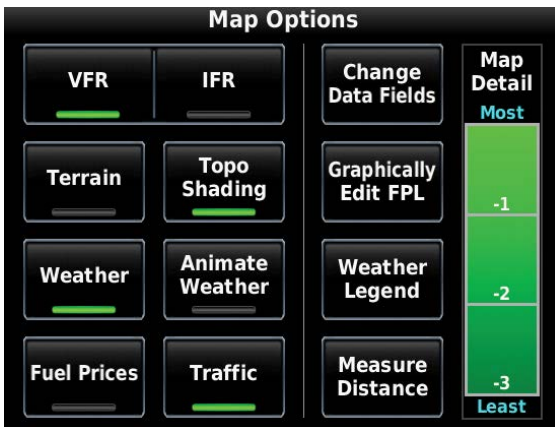 Map Options
VFR
IFR
Terrain
Topo
Shading
Weather
Animate
Weather
Fuel Prices
Traffic
Change
Data Fields
Graphically
Edit FPL
Weather
Legend
Measure
Distance
Map
Detail
Most
-1
-2
-3
Least